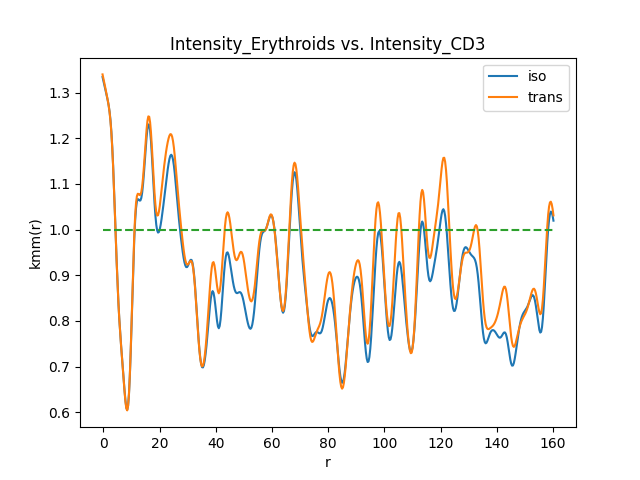 Intensity_Erythroids vs. Intensity_CD3
iso
trans
kmm(r)
1.3
1.2
1.1
1.0
0.9
0.8
0.7
0.6
0 20 40 60 80 100 120 140 160
r